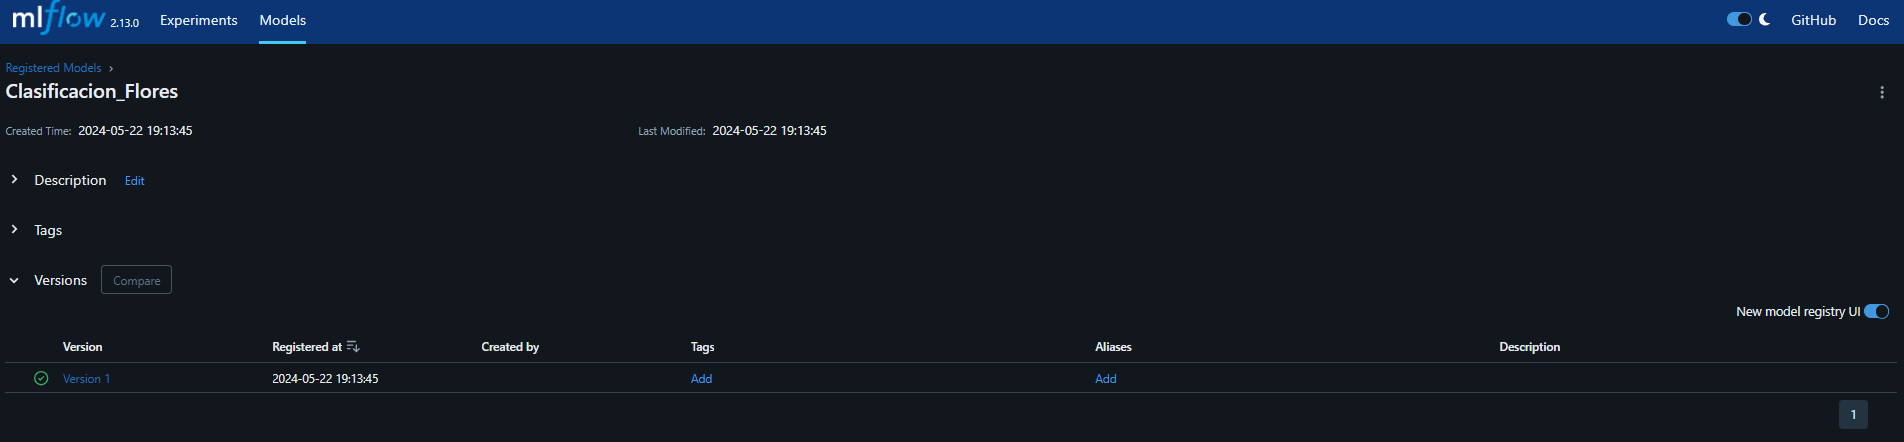 mlflow 2.13.0 Experiments Models GitHub Docs
Registered Models ›
Clasificacion_Flores
Created Time: 2024-05-22 19:13:45 Last Modified: 2024-05-22 19:13:45
Description Edit
Tags
Versions Compare
New model registry UI
Version Registered at Created by Tags Aliases Description
Version 1 2024-05-22 19:13:45 Add Add
1